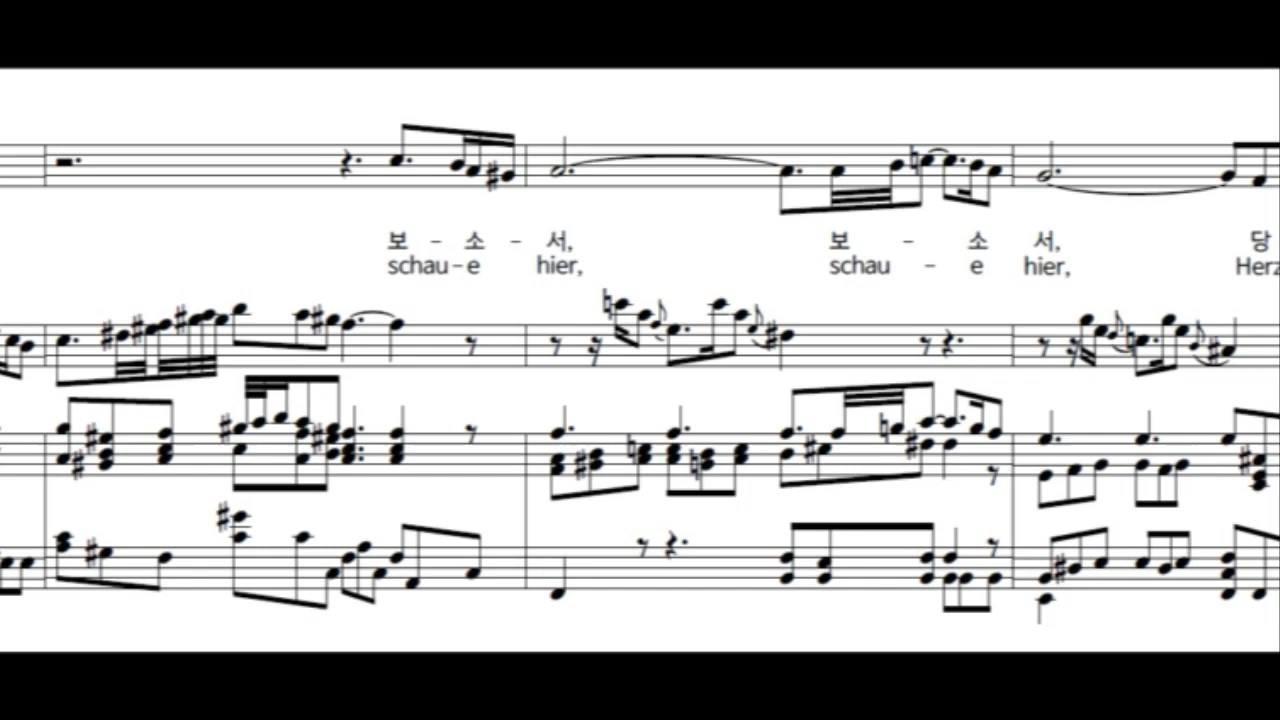 보 - 소 - 서, 보 - 소 서, 당
schau - e hier, schau - e hier, Herz